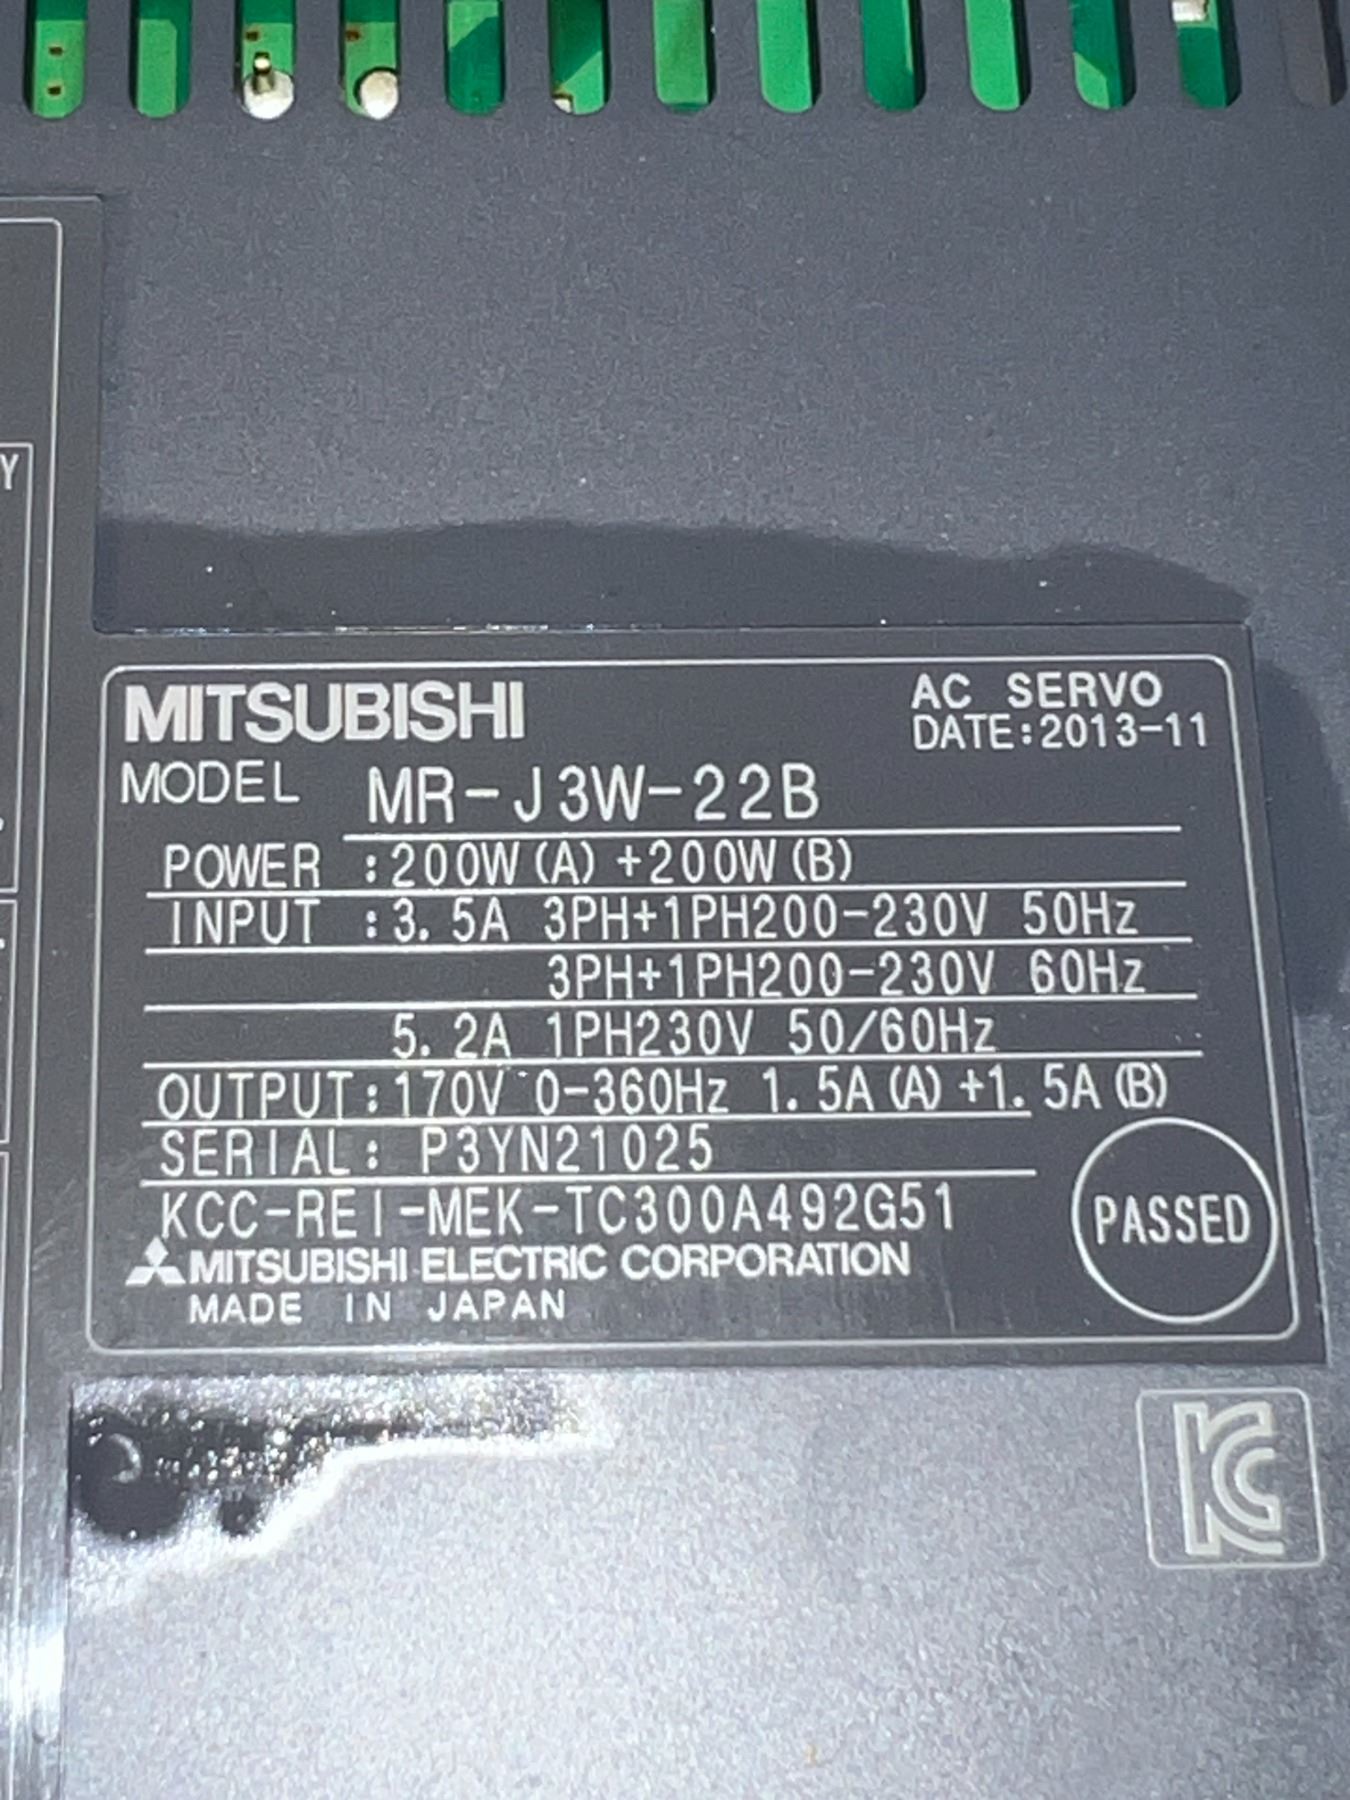 MITSUBISHI
AC SERVO
DATE:2013-11
MODEL MR-J3W-22B
POWER :200W(A)+200W(B)
INPUT :3.5A 3PH+1PH200-230V 50Hz
3PH+1PH200-230V 60Hz
5.2A 1PH230V 50/60Hz
OUTPUT:170V 0-360Hz 1.5A(A)+1.5A(B)
SERIAL: P3YN21025
KCC-REI-MEK-TC300A492G51
MITSUBISHI ELECTRIC CORPORATION
MADE IN JAPAN
PASSED
Y